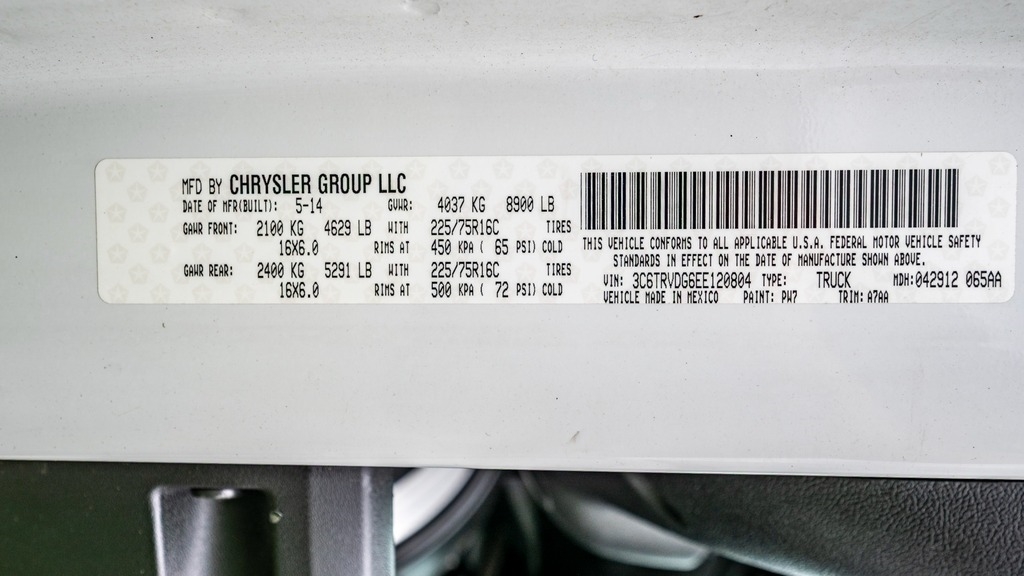 MFD BY CHRYSLER GROUP LLC
DATE OF MFR(BUILT): 5-14 GVWR: 4037 KG 8900 LB
GAWR FRONT: 2100 KG 4629 LB WITH 225/75R16C TIRES
16X6.0 RIMS AT 450 KPA ( 65 PSI) COLD
GAWR REAR: 2400 KG 5291 LB WITH 225/75R16C TIRES
16X6.0 RIMS AT 500 KPA ( 72 PSI) COLD
THIS VEHICLE CONFORMS TO ALL APPLICABLE U.S.A. FEDERAL MOTOR VEHICLE SAFETY
STANDARDS IN EFFECT ON THE DATE OF MANUFACTURE SHOWN ABOVE.
VIN: 3C6TRVDG6EE120804 TYPE: TRUCK MDH:042912 065AA
VEHICLE MADE IN MEXICO PAINT: PW7 TRIM: A7AA